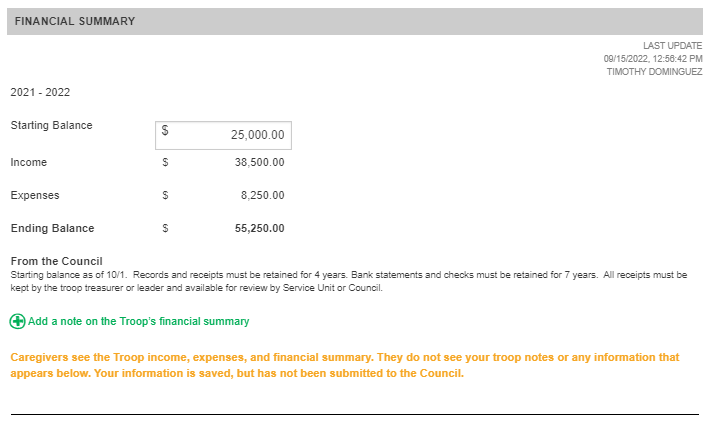 FINANCIAL SUMMARY
LAST UPDATE
09/15/2022, 12:56:42 PM
TIMOTHY DOMINGUEZ
2021 - 2022
Starting Balance $ 25,000.00
Income $ 38,500.00
Expenses $ 8,250.00
Ending Balance $ 55,250.00
From the Council
Starting balance as of 10/1. Records and receipts must be retained for 4 years. Bank statements and checks must be retained for 7 years. All receipts must be
kept by the troop treasurer or leader and available for review by Service Unit or Council.
Add a note on the Troop's financial summary
Caregivers see the Troop income, expenses, and financial summary. They do not see your troop notes or any information that
appears below. Your information is saved, but has not been submitted to the Council.